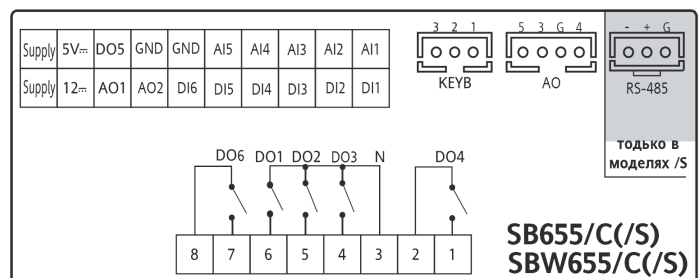 Supply 5V⎓ DO5 GND GND AI5 AI4 AI3 AI2 AI1
Supply 12⎓ AO1 AO2 DI6 DI5 DI4 DI3 DI2 DI1
3 2 1
KEYB
5 3 G 4
AO
- + G
RS-485
тодько в
моделях /S
DO6 DO1 DO2 DO3 N DO4
8 7 6 5 4 3 2 1
SB655/C(/S)
SBW655/C(/S)